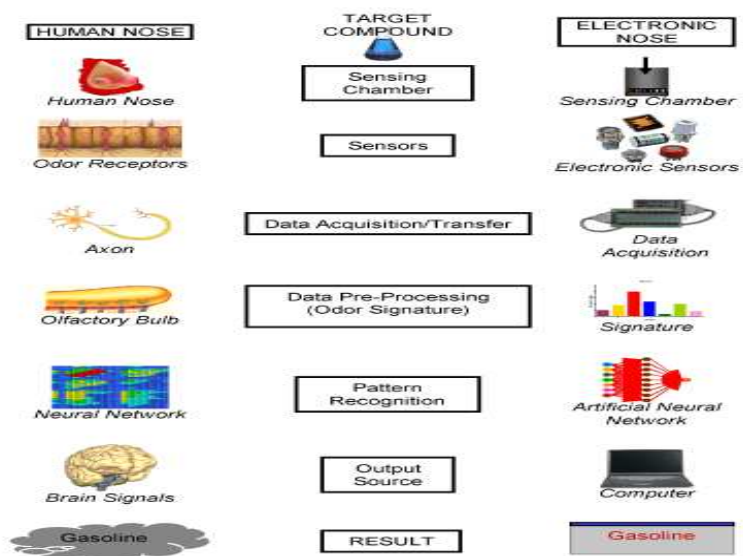 HUMAN NOSE
TARGET
COMPOUND
ELECTRONIC
NOSE
Human Nose
Sensing
Chamber
Sensing Chamber
Odor Receptors
Sensors
Electronic Sensors
Axon
Data Acquisition/Transfer
Data
Acquisition
Olfactory Bulb
Data Pre-Processing
(Odor Signature)
Signature
Neural Network
Pattern
Recognition
Artificial Neural
Network
Brain Signals
Output
Source
Computer
Gasoline
RESULT
Gasoline